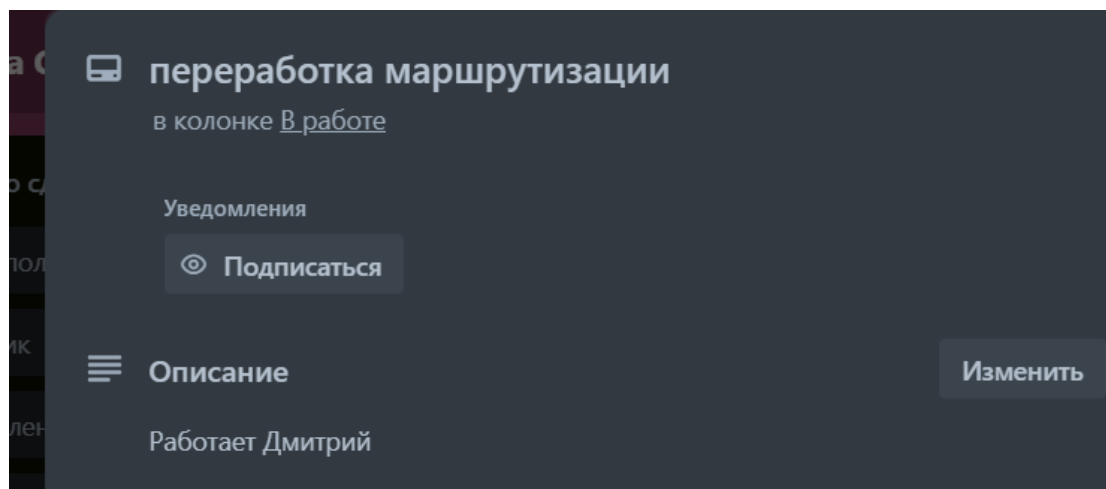 переработка маршрутизации
в колонке В работе
Уведомления
Подписаться
Описание
Изменить
Работает Дмитрий